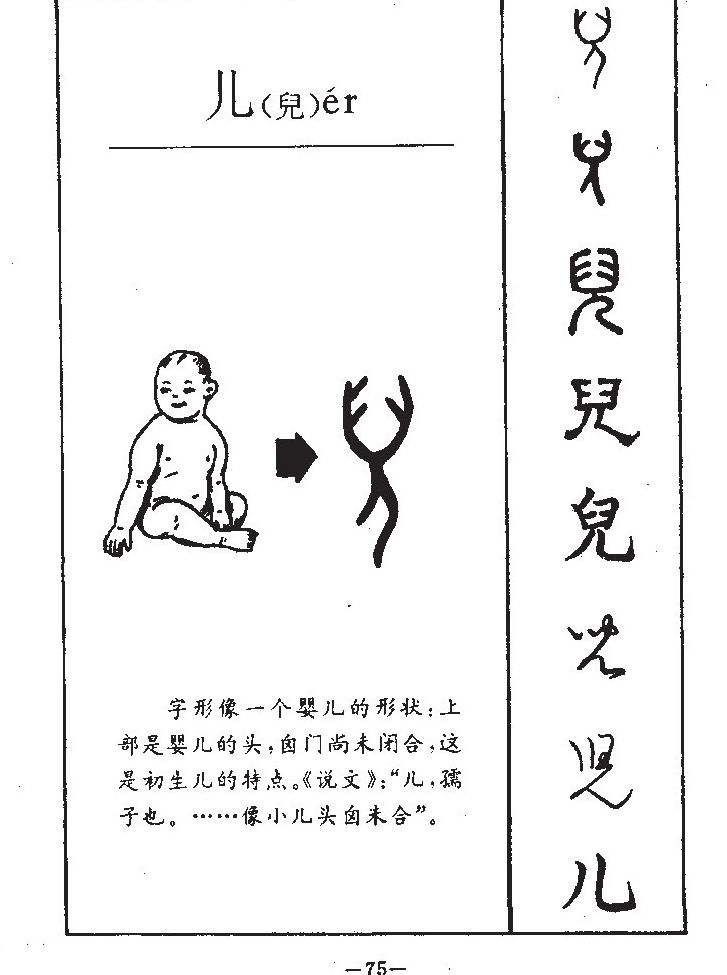 儿(兒)ér
字形像一个婴儿的形状:上
部是婴儿的头,囟门尚未闭合,这
是初生儿的特点。《说文》:“儿,孺
子也。……像小儿头囟未合”。
兒
兒
兒
児
儿
—75—